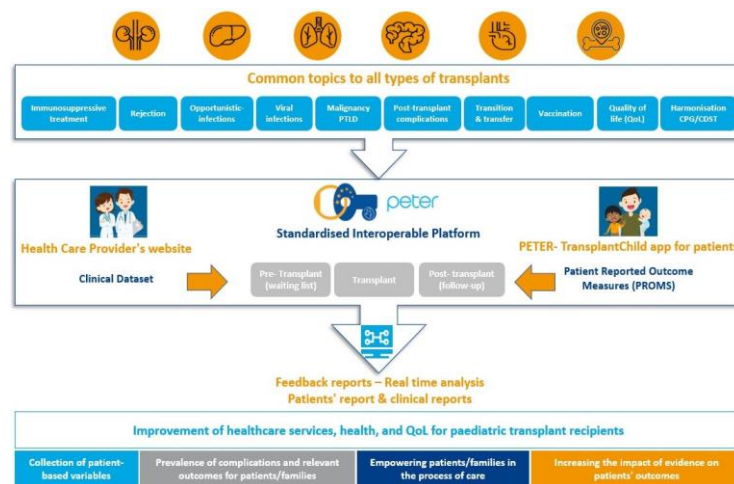 Common topics to all types of transplants
Immunosuppressive
treatment
Rejection
Opportunistic-
infections
Viral
infections
Malignancy
PTLD
Post-transplant
complications
Transition
& transfer
Vaccination
Quality of
life (QoL)
Harmonisation
CPG/CDST
peter
Standardised Interoperable Platform
Health Care Provider's website
PETER- TransplantChild app for patients
Clinical Dataset
Pre- Transplant
(waiting list)
Transplant
Post- transplant
(follow-up)
Patient Reported Outcome
Measures (PROMS)
Feedback reports – Real time analysis
Patients' report & clinical reports
Improvement of healthcare services, health, and QoL for paediatric transplant recipients
Collection of patient-
based variables
Prevalence of complications and relevant
outcomes for patients/families
Empowering patients/families in
the process of care
Increasing the impact of evidence on
patients' outcomes